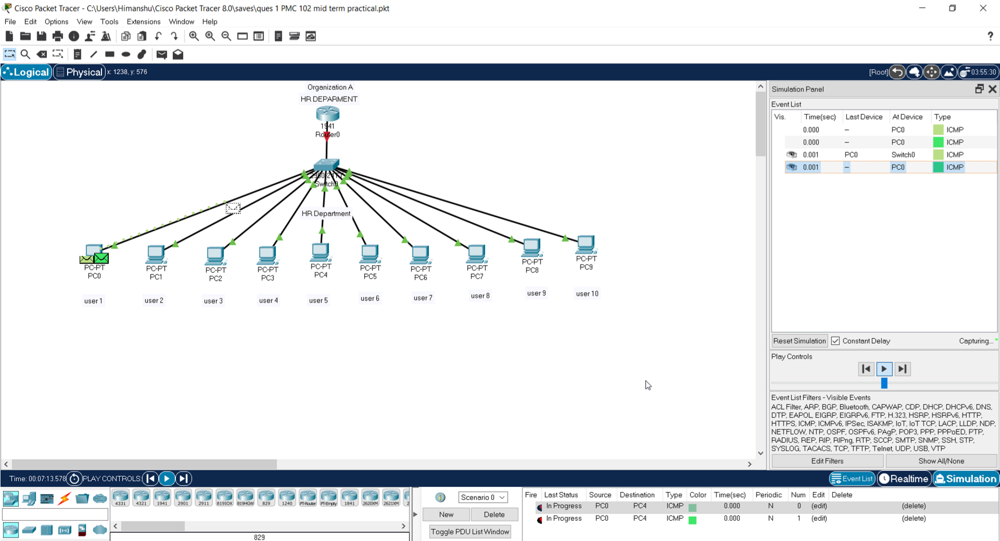 Cisco Packet Tracer - C:\Users\Himanshu\Cisco Packet Tracer 8.0\saves\ques 1 PMC 102 mid term practical.pkt
File Edit Options View Tools Extensions Window Help
?
Logical Physical x: 1238, y: 576 [Root] 03:55:30
Organization A
HR DEPARMENT
1941
Router0
Switch0
HR Department
PC-PT PC-PT PC-PT PC-PT PC-PT PC-PT PC-PT PC-PT PC-PT PC-PT
PC0 PC1 PC2 PC3 PC4 PC5 PC6 PC7 PC8 PC9
user 1 user 2 user 3 user 4 user 5 user 6 user 7 user 8 user 9 user 10
Simulation Panel
Event List
Vis. Time(sec) Last Device At Device Type
0.000 -- PC0 ICMP
0.000 -- PC0 ICMP
0.001 PC0 Switch0 ICMP
0.001 -- PC0 ICMP
Reset Simulation Constant Delay Capturing...
Play Controls
Event List Filters - Visible Events
ACL Filter, ARP, BGP, Bluetooth, CAPWAP, CDP, DHCP, DHCPv6, DNS,
DTP, EAPOL, EIGRP, EIGRPv6, FTP, H.323, HSRP, HSRPv6, HTTP,
HTTPS, ICMP, ICMPv6, IPSec, ISAKMP, IoT, IoT TCP, LACP, LLDP, NDP,
NETFLOW, NTP, OSPF, OSPFv6, PAgP, POP3, PPP, PPPoED, PTP,
RADIUS, REP, RIP, RIPng, RTP, SCCP, SMTP, SNMP, SSH, STP,
SYSLOG, TACACS, TCP, TFTP, Telnet, UDP, USB, VTP
Edit Filters Show All/None
Time: 00:07:13.578 PLAY CONTROLS: Event List Realtime Simulation
4331 4321 1941 2901 2911 819IOX 819HGW 829 1240 PT-Router PT-Empty 1841 2620XM 2621XM 2
829
1 Scenario 0
New Delete
Toggle PDU List Window
Fire Last Status Source Destination Type Color Time(sec) Periodic Num Edit Delete
In Progress PC0 PC4 ICMP 0.000 N 0 (edit) (delete)
In Progress PC0 PC4 ICMP 0.000 N 1 (edit) (delete)